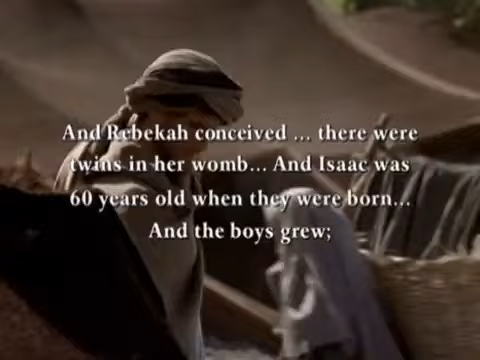 And Rebekah conceived ... there were
twins in her womb... And Isaac was
60 years old when they were born...
And the boys grew;